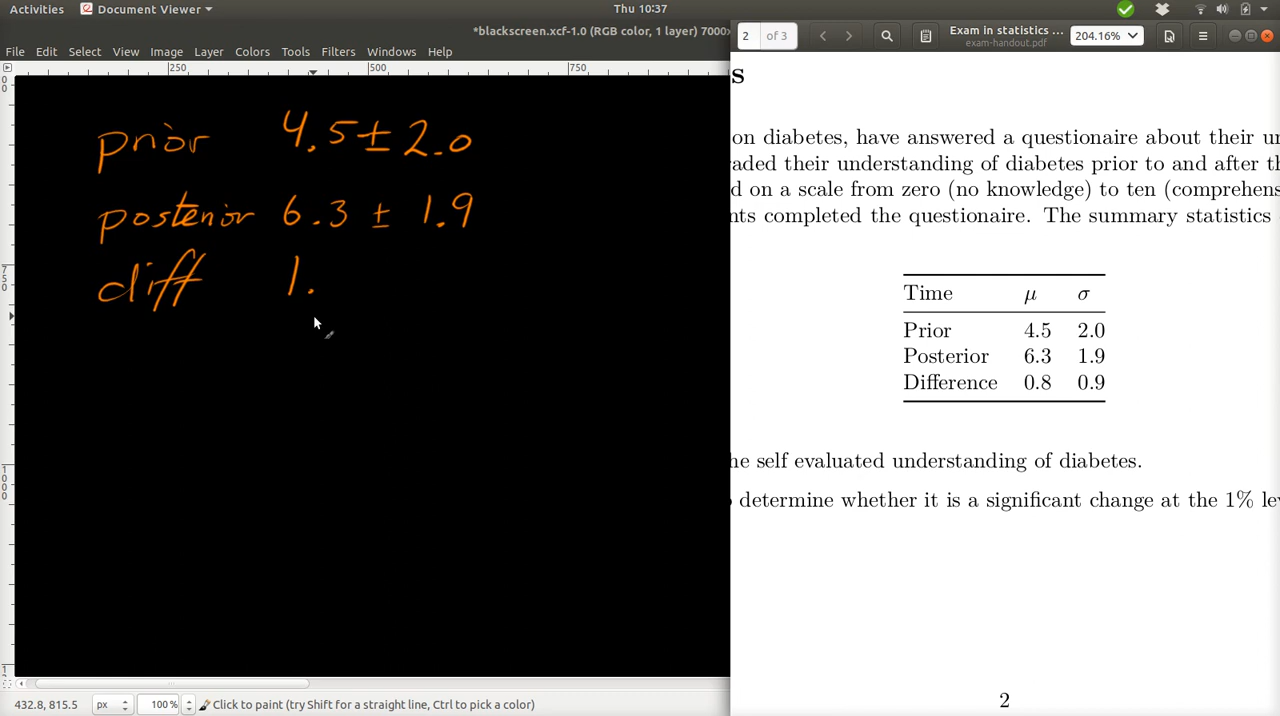 Activities Document Viewer Thu 10:37
*blackscreen.xcf-1.0 (RGB color, 1 layer) 7000x
File Edit Select View Image Layer Colors Tools Filters Windows Help
250 500 750
prior 4.5 ± 2.0
posterior 6.3 ± 1.9
diff 1.
432.8, 815.5 px 100 % Click to paint (try Shift for a straight line, Ctrl to pick a color)
2 of 3 Exam in statistics ... 204.16%
exam-handout.pdf
s
on diabetes, have answered a questionaire about their un
raded their understanding of diabetes prior to and after th
d on a scale from zero (no knowledge) to ten (comprehens
nts completed the questionaire. The summary statistics
Time μ σ
Prior 4.5 2.0
Posterior 6.3 1.9
Difference 0.8 0.9
he self evaluated understanding of diabetes.
determine whether it is a significant change at the 1% lev
2